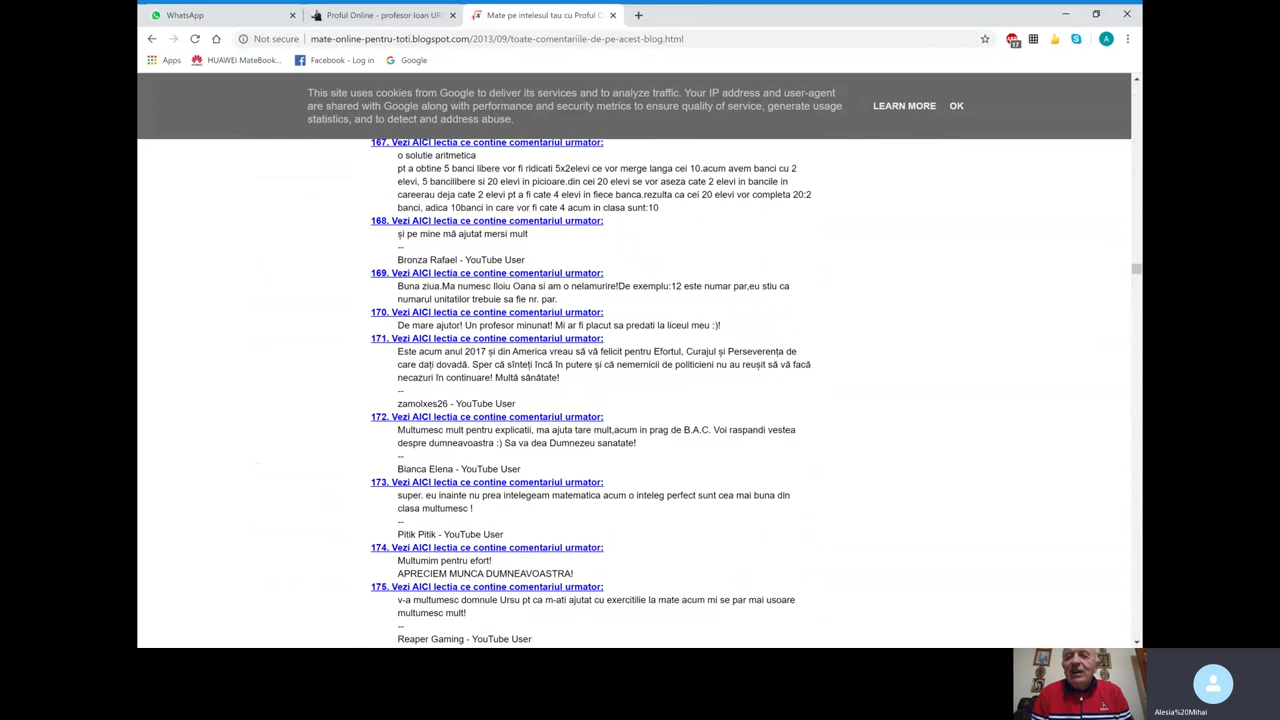 WhatsApp
Proful Online - profesor Ioan UR
Mate pe intelesul tau cu Proful O
Not secure
mate-online-pentru-toti.blogspot.com/2013/09/toate-comentariile-de-pe-acest-blog.html
17
A
Apps
HUAWEI MateBook...
Facebook - Log in
Google
This site uses cookies from Google to deliver its services and to analyze traffic. Your IP address and user-agent
are shared with Google along with performance and security metrics to ensure quality of service, generate usage
statistics, and to detect and address abuse.
LEARN MORE
OK
167. Vezi AICI lectia ce contine comentariul urmator:
o solutie aritmetica
pt a obtine 5 banci libere vor fi ridicati 5x2elevi ce vor merge langa cei 10.acum avem banci cu 2
elevi, 5 bancilibere si 20 elevi in picioare.din cei 20 elevi se vor aseza cate 2 elevi in bancile in
careerau deja cate 2 elevi pt a fi cate 4 elevi in fiece banca.rezulta ca cei 20 elevi vor completa 20:2
banci, adica 10banci in care vor fi cate 4 acum in clasa sunt:10
168. Vezi AICI lectia ce contine comentariul urmator:
și pe mine mă ajutat mersi mult
--
Bronza Rafael - YouTube User
169. Vezi AICI lectia ce contine comentariul urmator:
Buna ziua.Ma numesc Iloiu Oana si am o nelamurire!De exemplu:12 este numar par,eu stiu ca
numarul unitatilor trebuie sa fie nr. par.
170. Vezi AICI lectia ce contine comentariul urmator:
De mare ajutor! Un profesor minunat! Mi ar fi placut sa predati la liceul meu :)!
171. Vezi AICI lectia ce contine comentariul urmator:
Este acum anul 2017 și din America vreau să vă felicit pentru Efortul, Curajul și Perseverența de
care dați dovadă. Sper că sînteți încă în putere și că nemernicii de politicieni nu au reușit să vă facă
necazuri în continuare! Multă sănătate!
--
zamolxes26 - YouTube User
172. Vezi AICI lectia ce contine comentariul urmator:
Multumesc mult pentru explicatii, ma ajuta tare mult,acum in prag de B.A.C. Voi raspandi vestea
despre dumneavoastra :) Sa va dea Dumnezeu sanatate!
--
Bianca Elena - YouTube User
173. Vezi AICI lectia ce contine comentariul urmator:
super. eu inainte nu prea intelegeam matematica acum o inteleg perfect sunt cea mai buna din
clasa multumesc !
--
Pitik Pitik - YouTube User
174. Vezi AICI lectia ce contine comentariul urmator:
Multumim pentru efort!
APRECIEM MUNCA DUMNEAVOASTRA!
175. Vezi AICI lectia ce contine comentariul urmator:
v-a multumesc domnule Ursu pt ca m-ati ajutat cu exercitiile la mate acum mi se par mai usoare
multumesc mult!
--
Reaper Gaming - YouTube User
Alesia%20Mihai